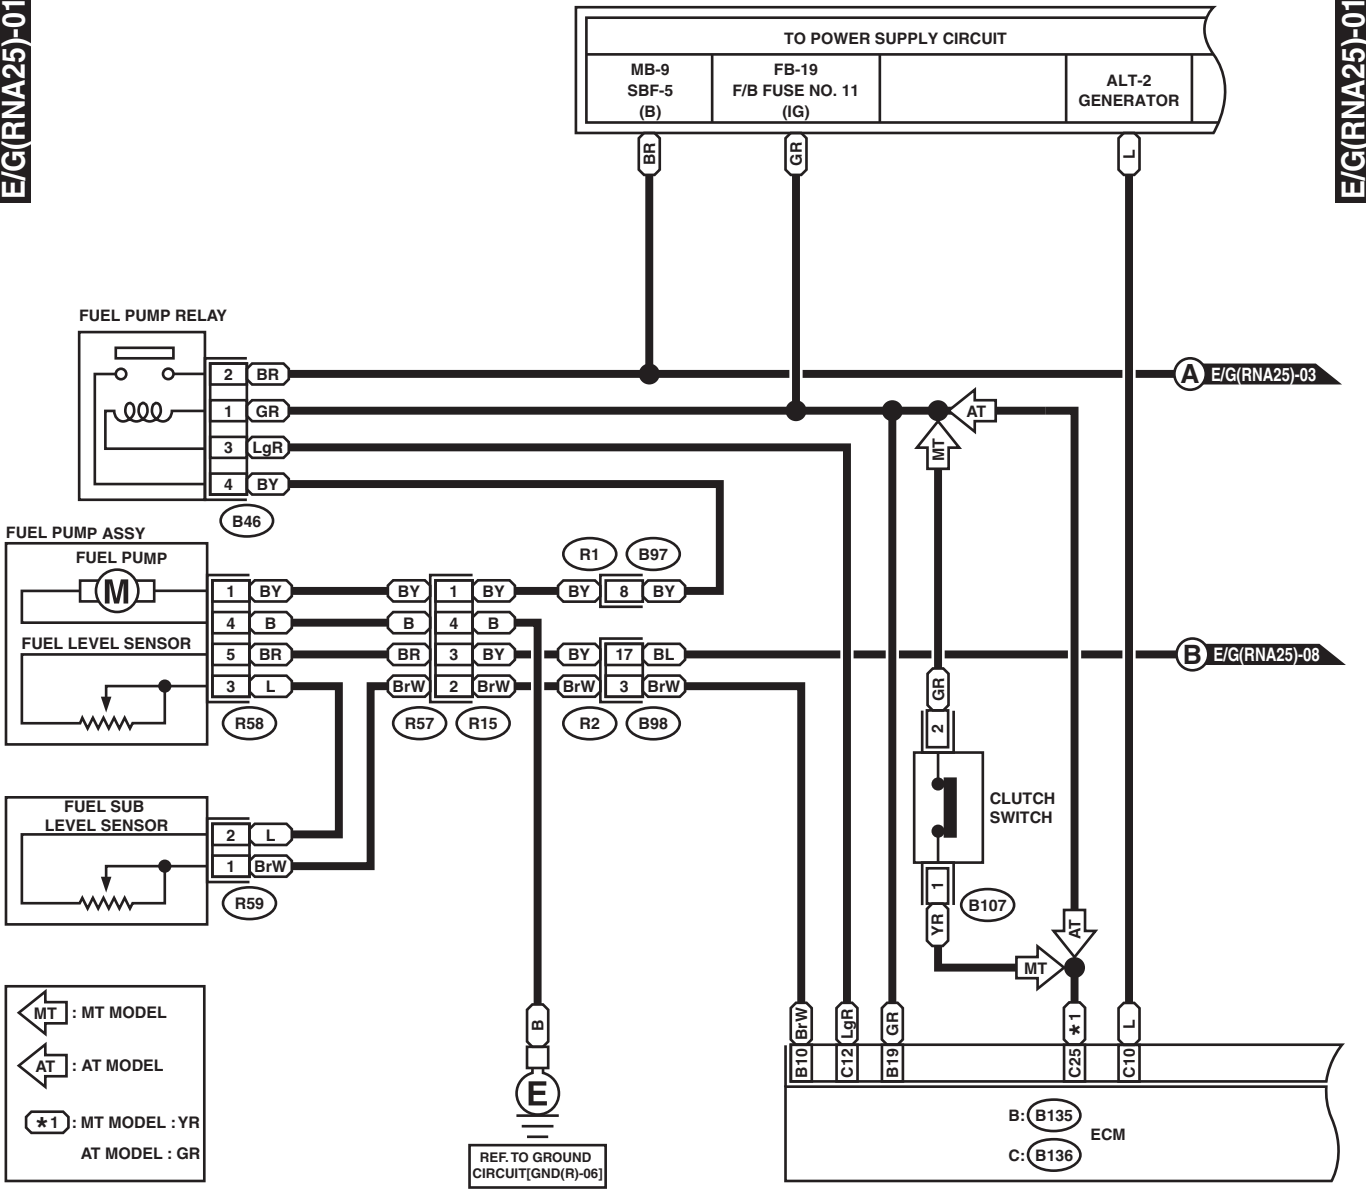 E/G(RNA25)-01
E/G(RNA25)-01
TO POWER SUPPLY CIRCUIT
MB-9
SBF-5
(B)
FB-19
F/B FUSE NO. 11
(IG)
ALT-2
GENERATOR
BR
GR
L
FUEL PUMP RELAY
2 BR
A E/G(RNA25)-03
1 GR
AT
3 LgR
MT
4 BY
B46
FUEL PUMP ASSY
FUEL PUMP
M
R1 B97
1 BY BY 1 BY BY 8 BY
4 B B 4 B
FUEL LEVEL SENSOR
5 BR BR 3 BY BY 17 BL
B E/G(RNA25)-08
3 L BrW 2 BrW BrW 3 BrW
R58 R57 R15 R2 B98
GR
2
CLUTCH
SWITCH
FUEL SUB
LEVEL SENSOR
2 L
1 BrW
R59
1
B107
YR
AT
MT
MT : MT MODEL
AT : AT MODEL
*1 : MT MODEL : YR
AT MODEL : GR
B
E
REF. TO GROUND
CIRCUIT[GND(R)-06]
BrW LgR GR *1 L
B10 C12 B19 C25 C10
B: B135
ECM
C: B136